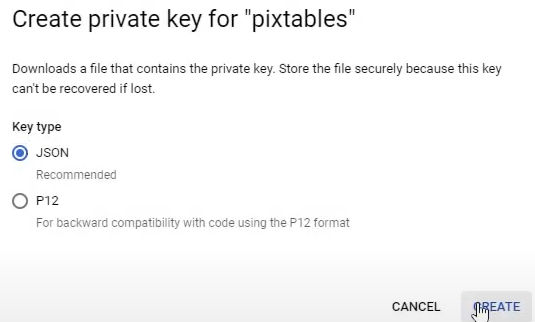 Create private key for "pixtables"
Downloads a file that contains the private key. Store the file securely because this key
can't be recovered if lost.
Key type
JSON
Recommended
P12
For backward compatibility with code using the P12 format
CANCEL CREATE